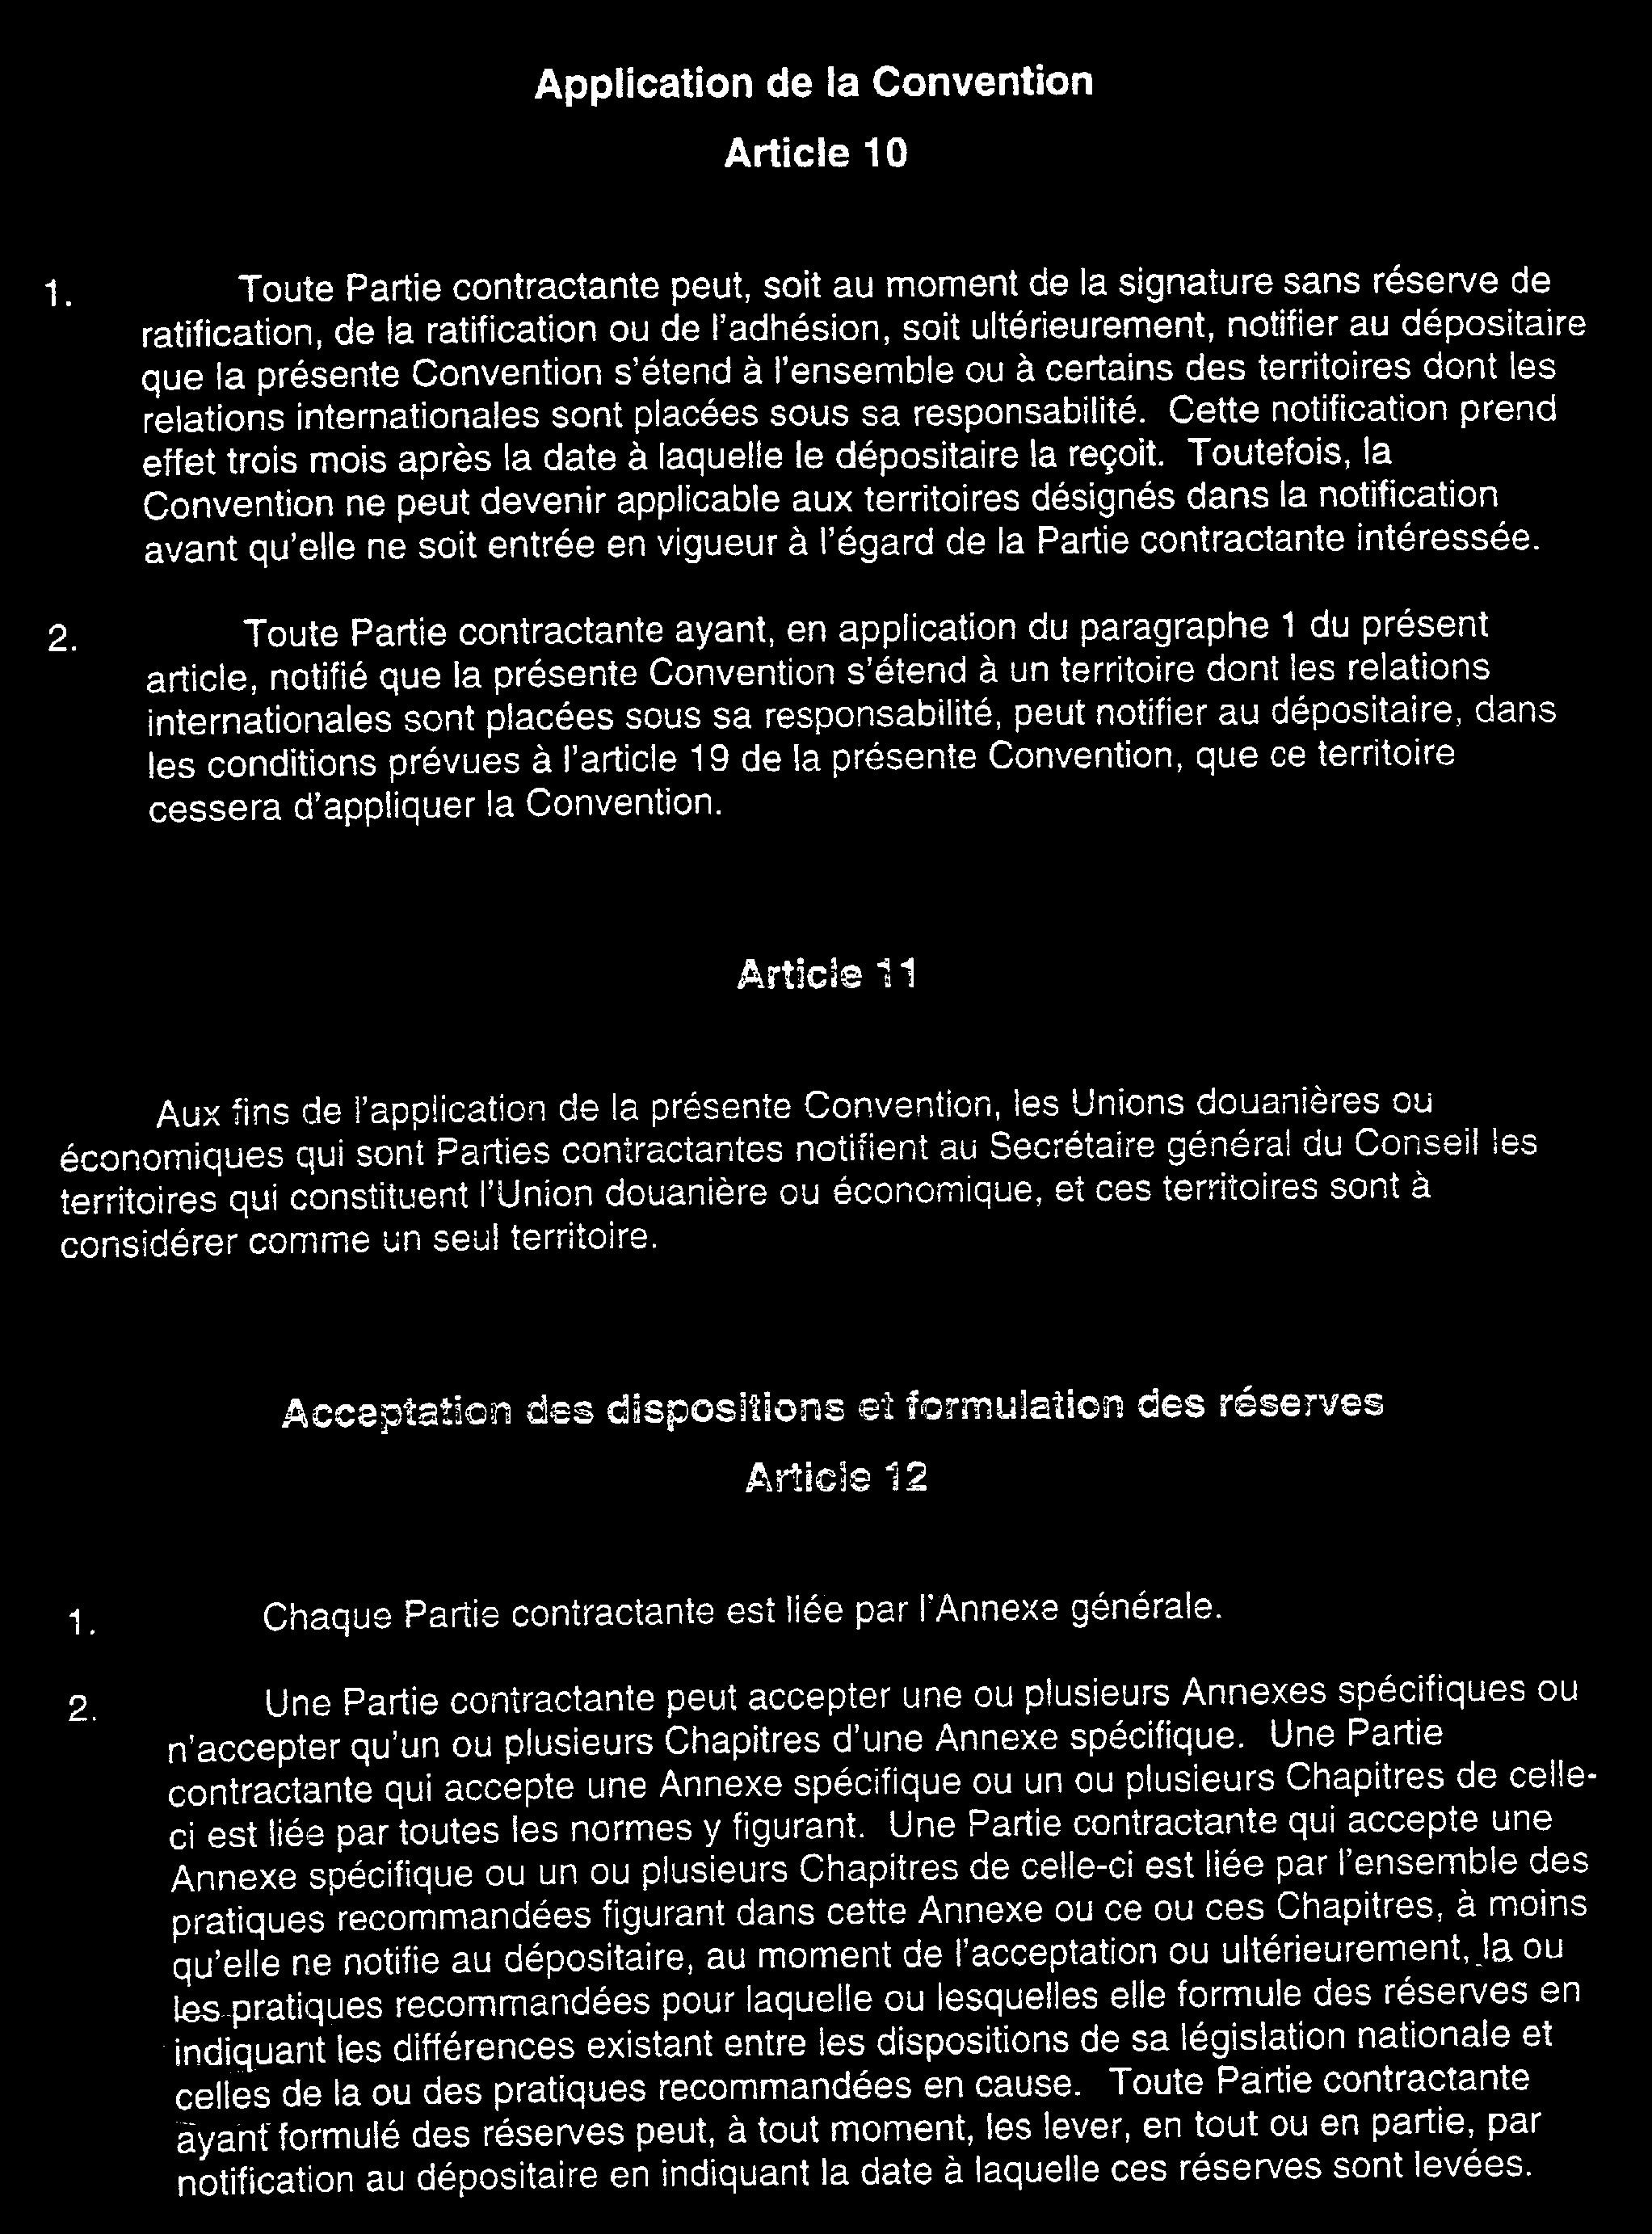 Application de la Convention
Article 10
1. Toute Partie contractante peut, soit au moment de la signature sans réserve de
ratification, de la ratification ou de l'adhésion, soit ultérieurement, notifier au dépositaire
que la présente Convention s'étend à l'ensemble ou à certains des territoires dont les
relations internationales sont placées sous sa responsabilité. Cette notification prend
effet trois mois après la date à laquelle le dépositaire la reçoit. Toutefois, la
Convention ne peut devenir applicable aux territoires désignés dans la notification
avant qu'elle ne soit entrée en vigueur à l'égard de la Partie contractante intéressée.
2. Toute Partie contractante ayant, en application du paragraphe 1 du présent
article, notifié que la présente Convention s'étend à un territoire dont les relations
internationales sont placées sous sa responsabilité, peut notifier au dépositaire, dans
les conditions prévues à l'article 19 de la présente Convention, que ce territoire
cessera d'appliquer la Convention.
Article 11
Aux fins de l'application de la présente Convention, les Unions douanières ou
économiques qui sont Parties contractantes notifient au Secrétaire général du Conseil les
territoires qui constituent l'Union douanière ou économique, et ces territoires sont à
considérer comme un seul territoire.
Acceptation des dispositions et formulation des réserves
Article 12
1. Chaque Partie contractante est liée par l'Annexe générale.
2. Une Partie contractante peut accepter une ou plusieurs Annexes spécifiques ou
n'accepter qu'un ou plusieurs Chapitres d'une Annexe spécifique. Une Partie
contractante qui accepte une Annexe spécifique ou un ou plusieurs Chapitres de celle-
ci est liée par toutes les normes y figurant. Une Partie contractante qui accepte une
Annexe spécifique ou un ou plusieurs Chapitres de celle-ci est liée par l'ensemble des
pratiques recommandées figurant dans cette Annexe ou ce ou ces Chapitres, à moins
qu'elle ne notifie au dépositaire, au moment de l'acceptation ou ultérieurement, la ou
les pratiques recommandées pour laquelle ou lesquelles elle formule des réserves en
indiquant les différences existant entre les dispositions de sa législation nationale et
celles de la ou des pratiques recommandées en cause. Toute Partie contractante
ayant formulé des réserves peut, à tout moment, les lever, en tout ou en partie, par
notification au dépositaire en indiquant la date à laquelle ces réserves sont levées.